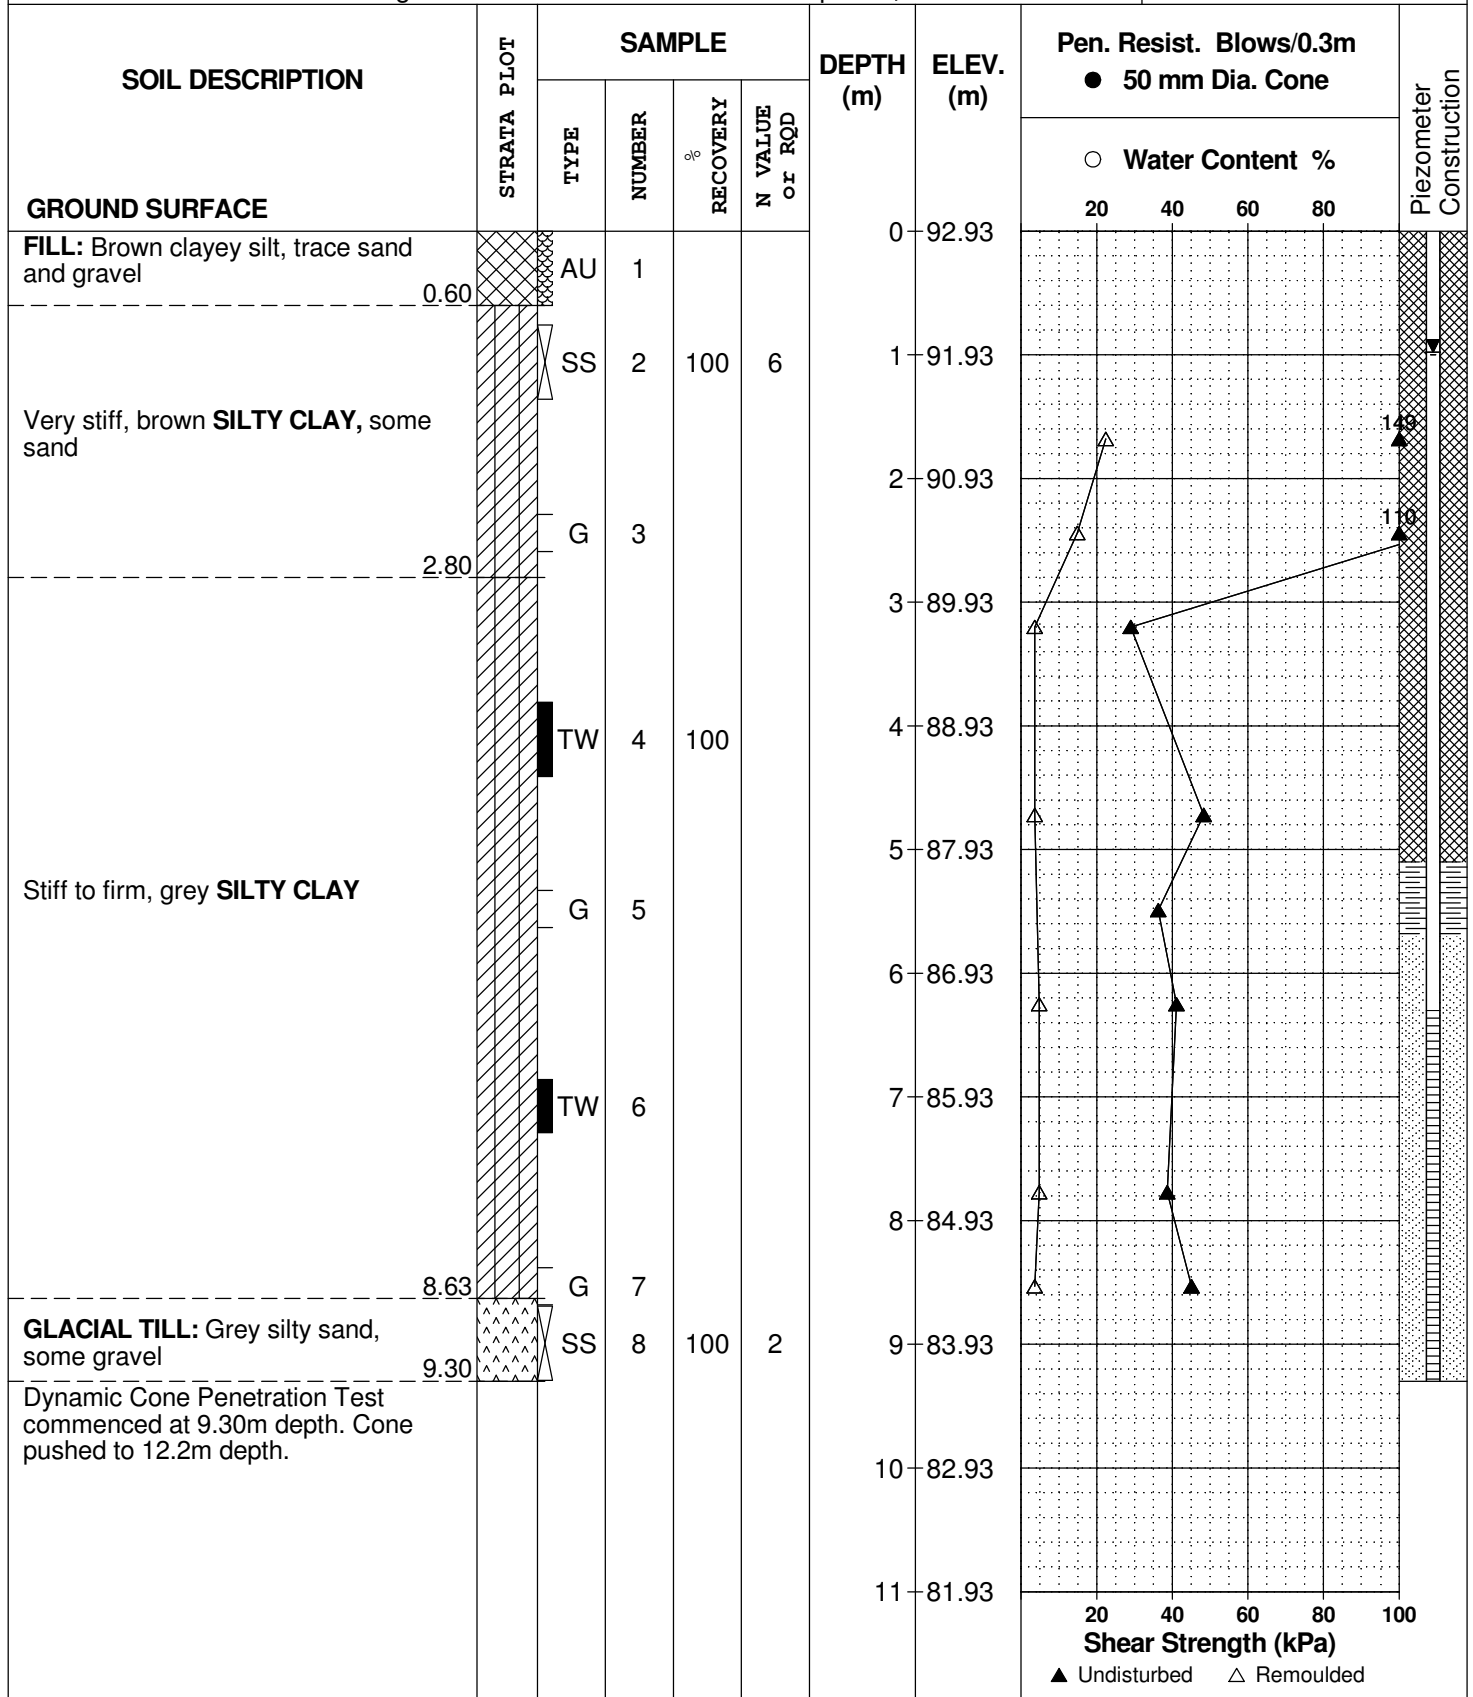 SOIL DESCRIPTION
GROUND SURFACE
STRATA PLOT
SAMPLE
TYPE
NUMBER
%
RECOVERY
N VALUE
or RQD
DEPTH
(m)
ELEV.
(m)
Pen. Resist. Blows/0.3m
● 50 mm Dia. Cone
○ Water Content %
20 40 60 80
Piezometer
Construction
FILL: Brown clayey silt, trace sand
and gravel
0.60
AU 1
0 92.93
SS 2 100 6
1 91.93
Very stiff, brown SILTY CLAY, some
sand
149
2 90.93
110
G 3
2.80
3 89.93
TW 4 100
4 88.93
5 87.93
Stiff to firm, grey SILTY CLAY
G 5
6 86.93
TW 6
7 85.93
8 84.93
8.63
G 7
GLACIAL TILL: Grey silty sand,
some gravel
9.30
SS 8 100 2
9 83.93
Dynamic Cone Penetration Test
commenced at 9.30m depth. Cone
pushed to 12.2m depth.
10 82.93
11 81.93
20 40 60 80 100
Shear Strength (kPa)
▲ Undisturbed △ Remoulded